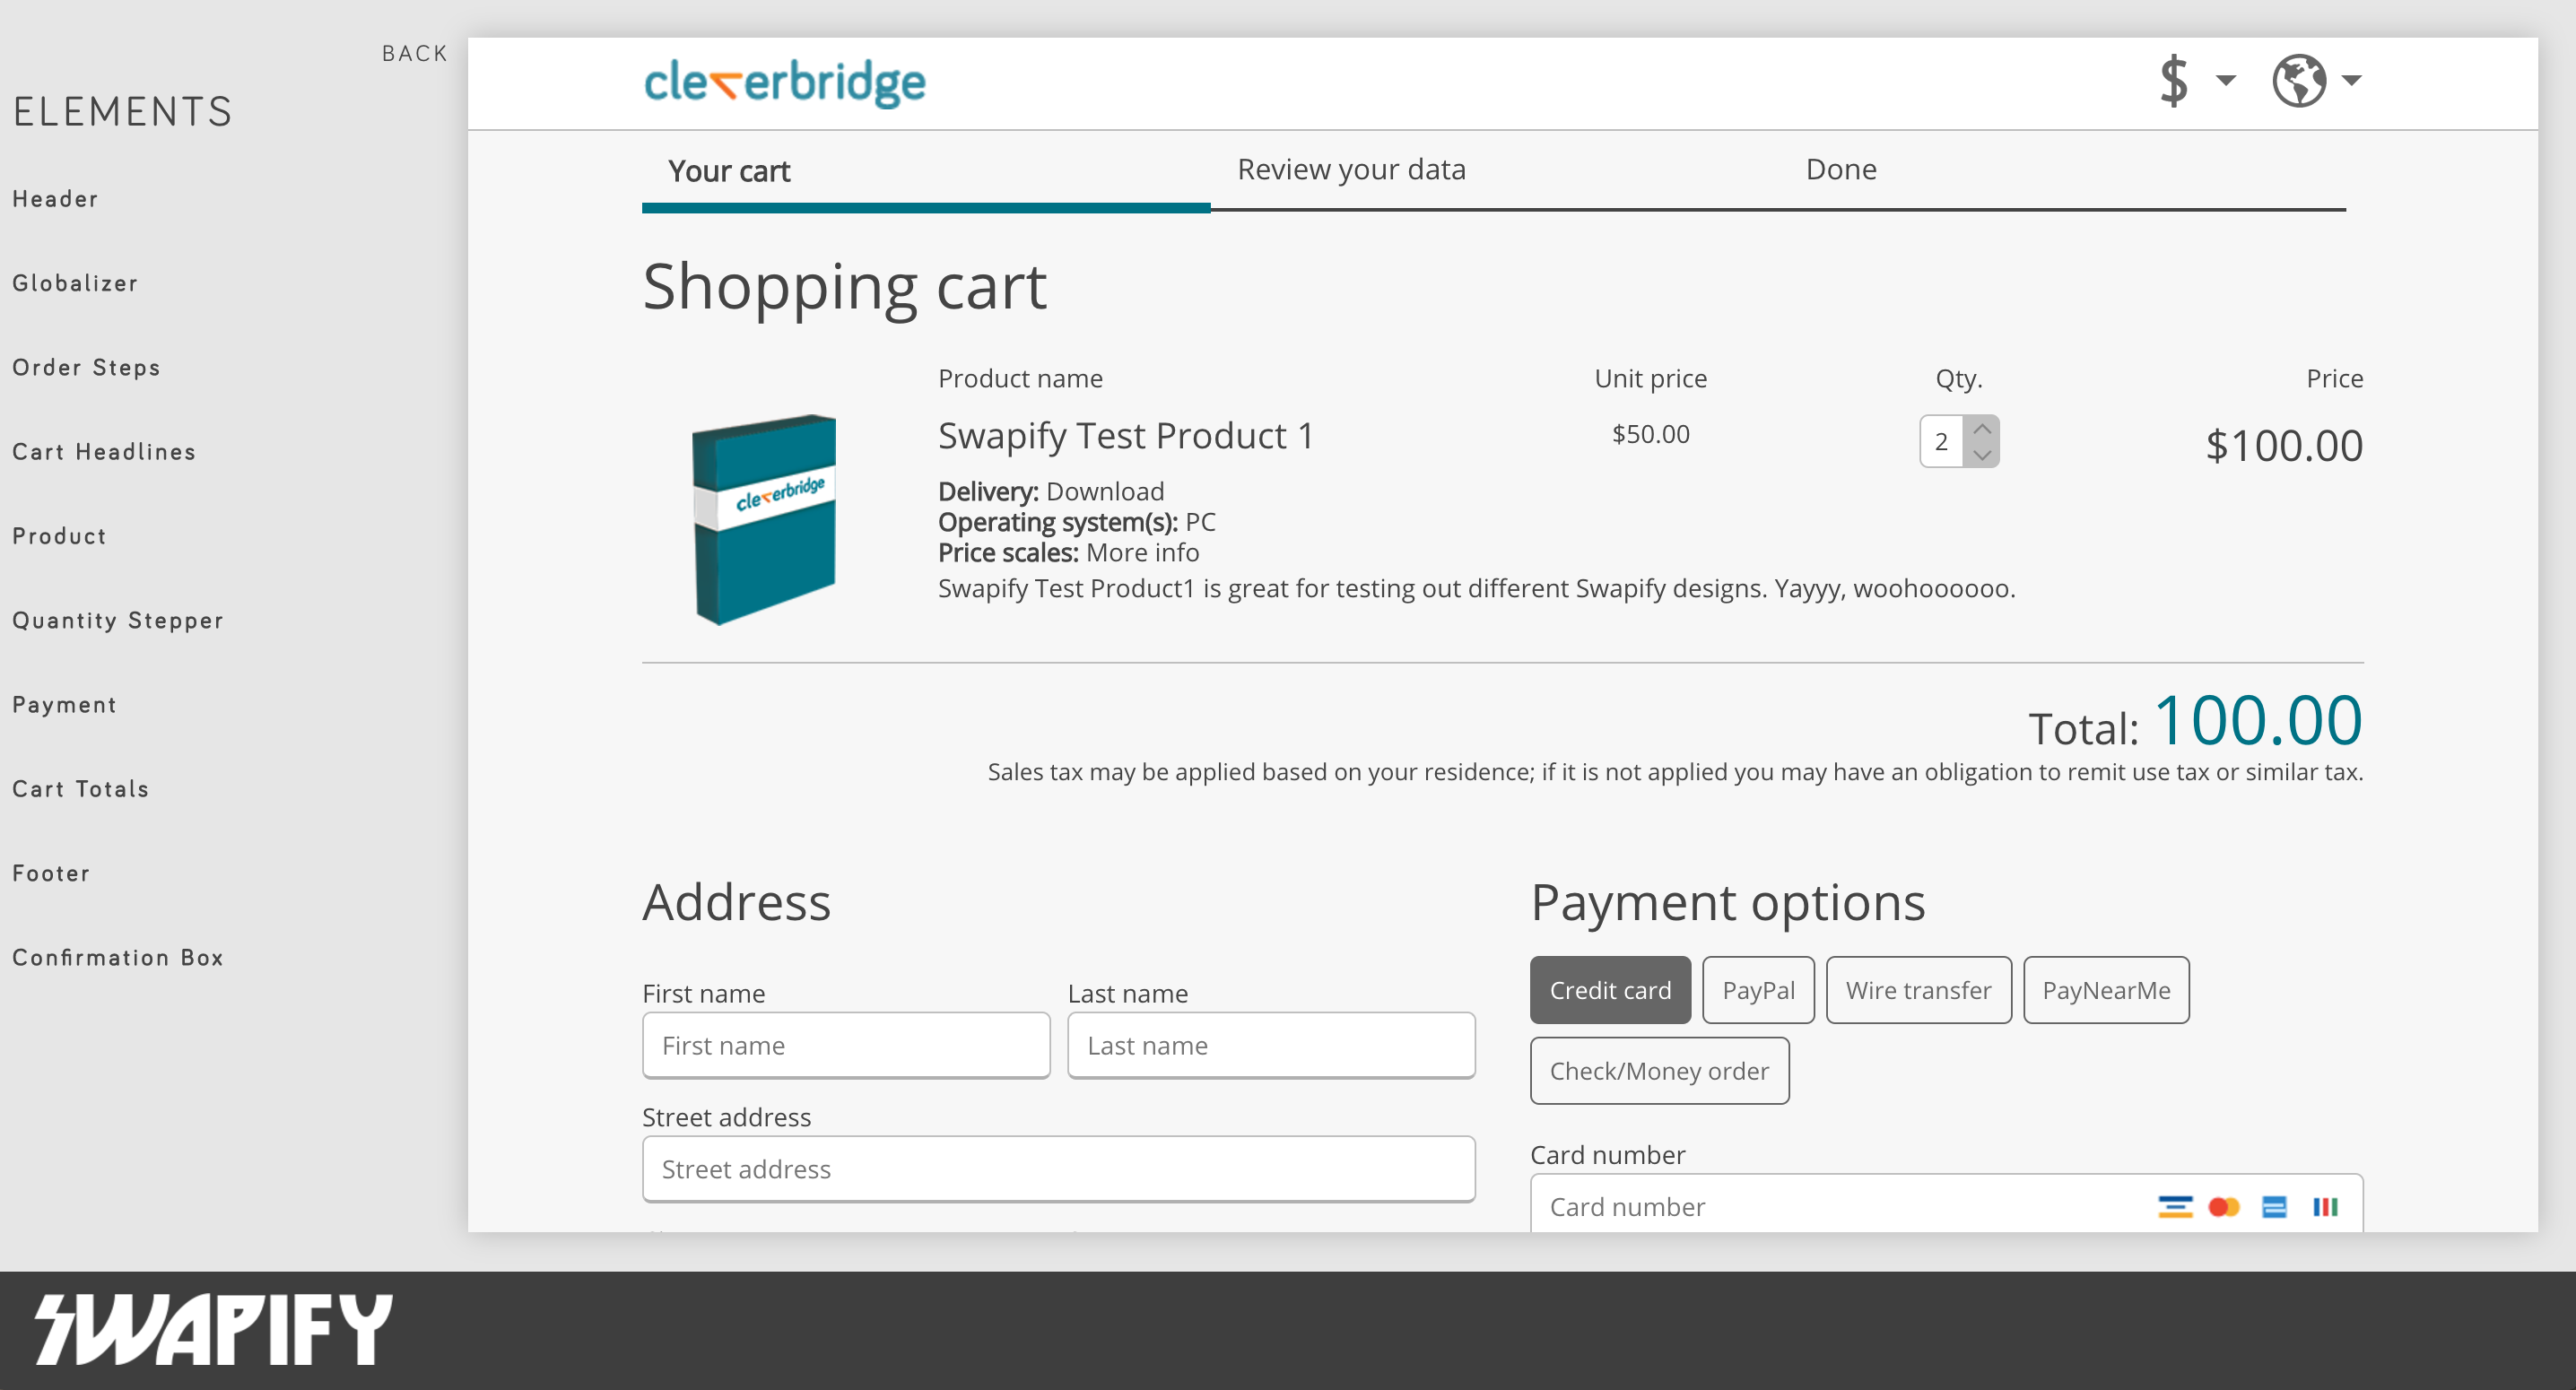 BACK
ELEMENTS
Header
Globalizer
Order Steps
Cart Headlines
Product
Quantity Stepper
Payment
Cart Totals
Footer
Confirmation Box
cleverbridge
$
Your cart Review your data Done
Shopping cart
Product name Unit price Qty. Price
Swapify Test Product 1 $50.00 2 $100.00
cleverbridge
Delivery: Download
Operating system(s): PC
Price scales: More info
Swapify Test Product1 is great for testing out different Swapify designs. Yayyy, woohoooooo.
Total: 100.00
Sales tax may be applied based on your residence; if it is not applied you may have an obligation to remit use tax or similar tax.
Address
First name Last name
First name Last name
Street address
Street address
Payment options
Credit card PayPal Wire transfer PayNearMe
Check/Money order
Card number
Card number
SWAPIFY